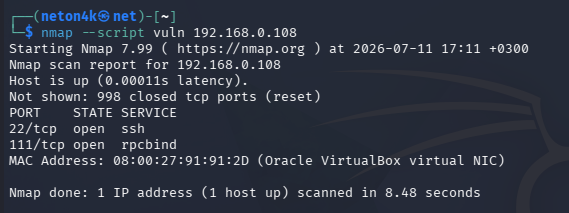 ┌──(neton4k㉿net)-[~]
└─$ nmap --script vuln 192.168.0.108
Starting Nmap 7.99 ( https://nmap.org ) at 2026-07-11 17:11 +0300
Nmap scan report for 192.168.0.108
Host is up (0.00011s latency).
Not shown: 998 closed tcp ports (reset)
PORT    STATE SERVICE
22/tcp  open  ssh
111/tcp open  rpcbind
MAC Address: 08:00:27:91:91:2D (Oracle VirtualBox virtual NIC)

Nmap done: 1 IP address (1 host up) scanned in 8.48 seconds